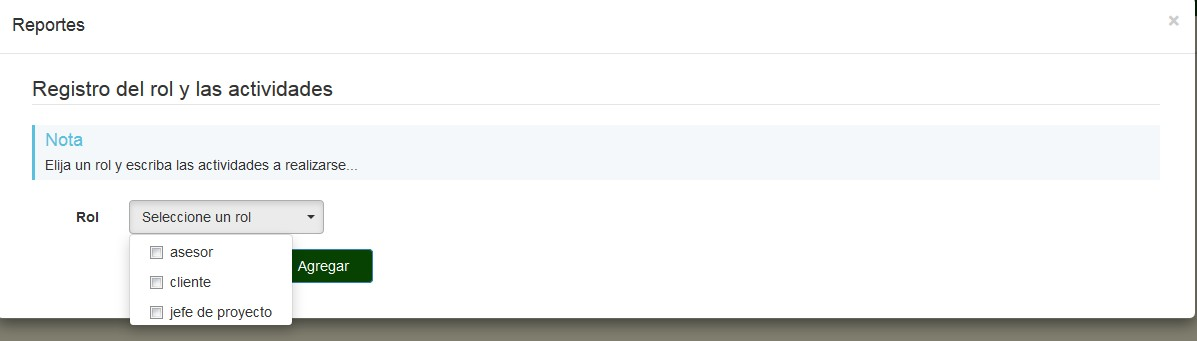 Reportes
×
Registro del rol y las actividades
Nota
Elija un rol y escriba las actividades a realizarse...
Rol
Seleccione un rol
asesor
Agregar
cliente
jefe de proyecto